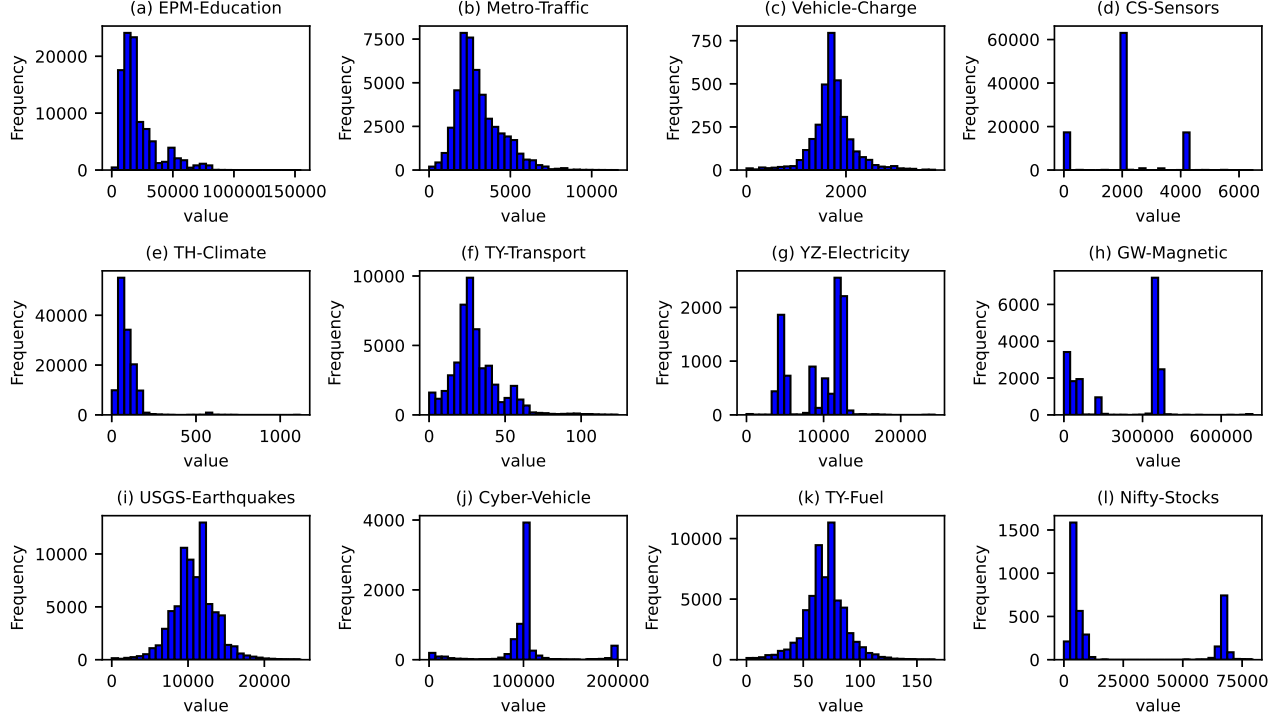 (a) EPM-Education
Frequency
20000
10000
0
0 50000 100000 150000
value
(b) Metro-Traffic
Frequency
7500
5000
2500
0
0 5000 10000
value
(c) Vehicle-Charge
Frequency
750
500
250
0
0 2000
value
(d) CS-Sensors
Frequency
60000
40000
20000
0
0 2000 4000 6000
value
(e) TH-Climate
Frequency
40000
20000
0
0 500 1000
value
(f) TY-Transport
Frequency
10000
5000
0
0 50 100
value
(g) YZ-Electricity
Frequency
2000
1000
0
0 10000 20000
value
(h) GW-Magnetic
Frequency
6000
4000
2000
0
0 300000 600000
value
(i) USGS-Earthquakes
Frequency
10000
5000
0
0 10000 20000
value
(j) Cyber-Vehicle
Frequency
4000
2000
0
0 100000 200000
value
(k) TY-Fuel
Frequency
10000
5000
0
0 50 100 150
value
(l) Nifty-Stocks
Frequency
1500
1000
500
0
0 25000 50000 75000
value